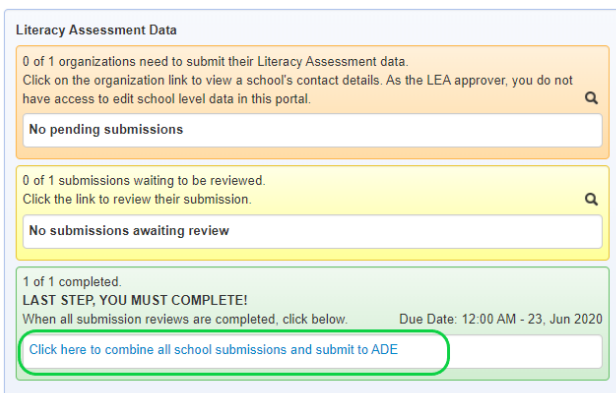 Literacy Assessment Data
0 of 1 organizations need to submit their Literacy Assessment data.
Click on the organization link to view a school's contact details. As the LEA approver, you do not
have access to edit school level data in this portal.
No pending submissions
0 of 1 submissions waiting to be reviewed.
Click the link to review their submission.
No submissions awaiting review
1 of 1 completed.
LAST STEP, YOU MUST COMPLETE!
When all submission reviews are completed, click below. Due Date: 12:00 AM - 23, Jun 2020
Click here to combine all school submissions and submit to ADE